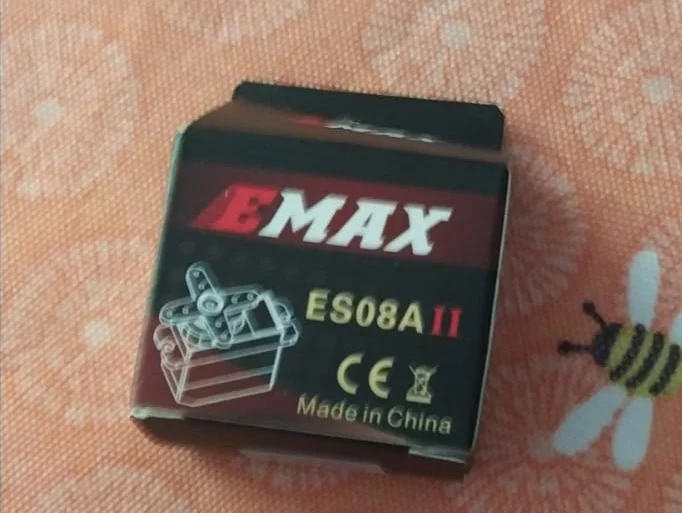 EMAX
ES08A II
CE
Made in China